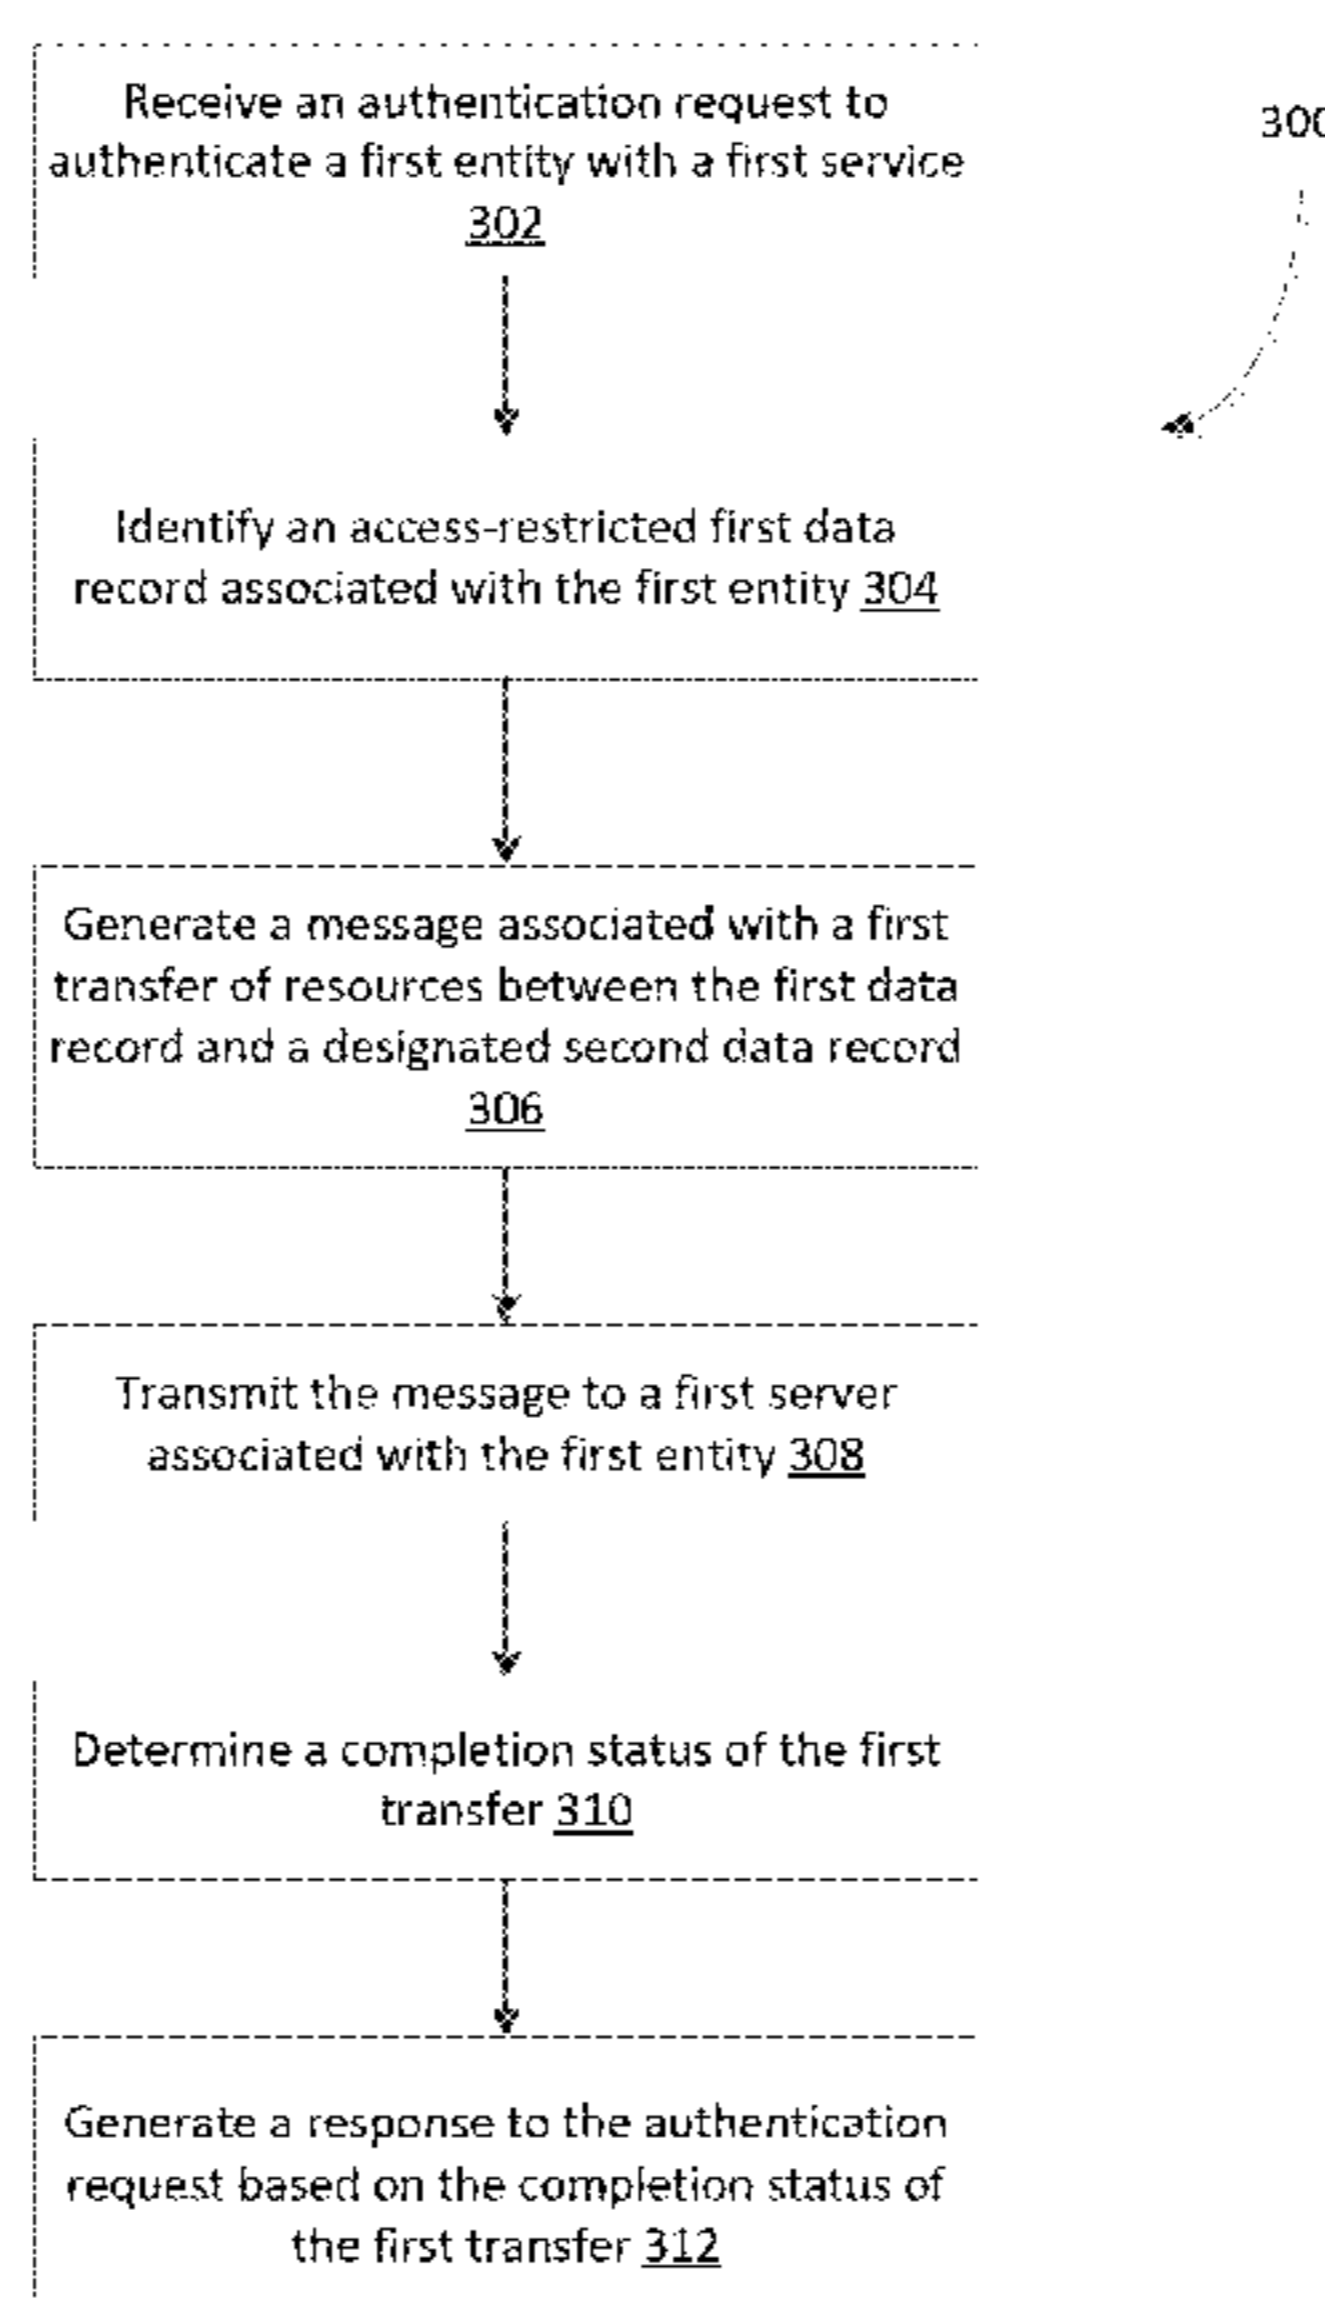 Receive an authentication request to
authenticate a first entity with a first service
302
300
Identify an access-restricted first data
record associated with the first entity 304
Generate a message associated with a first
transfer of resources between the first data
record and a designated second data record
306
Transmit the message to a first server
associated with the first entity 308
Determine a completion status of the first
transfer 310
Generate a response to the authentication
request based on the completion status of
the first transfer 312